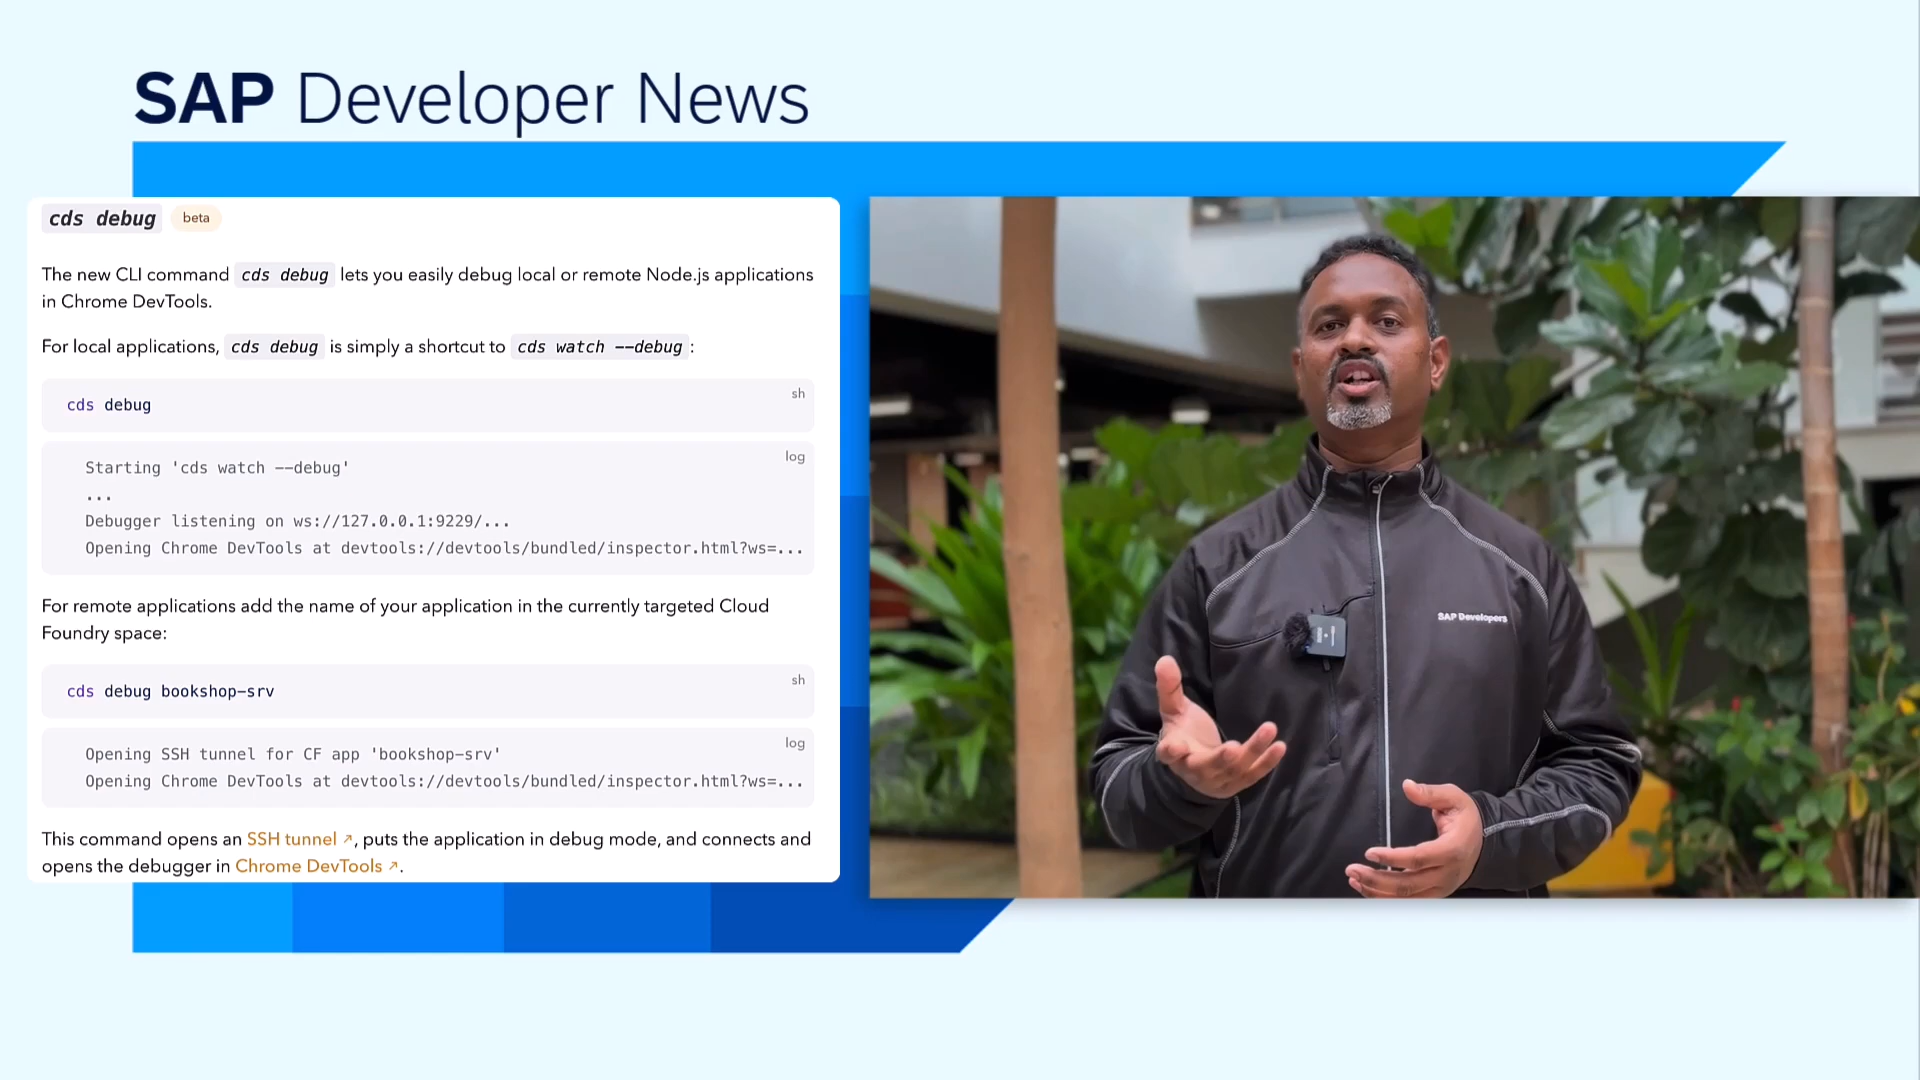 SAP Developer News
cds debug beta
The new CLI command cds debug lets you easily debug local or remote Node.js applications
in Chrome DevTools.
For local applications, cds debug is simply a shortcut to cds watch --debug :
sh
cds debug
log
Starting 'cds watch --debug'
...
Debugger listening on ws://127.0.0.1:9229/...
Opening Chrome DevTools at devtools://devtools/bundled/inspector.html?ws=...
For remote applications add the name of your application in the currently targeted Cloud
Foundry space:
sh
cds debug bookshop-srv
log
Opening SSH tunnel for CF app 'bookshop-srv'
Opening Chrome DevTools at devtools://devtools/bundled/inspector.html?ws=...
This command opens an SSH tunnel ↗, puts the application in debug mode, and connects and
opens the debugger in Chrome DevTools ↗.
SAP Developers